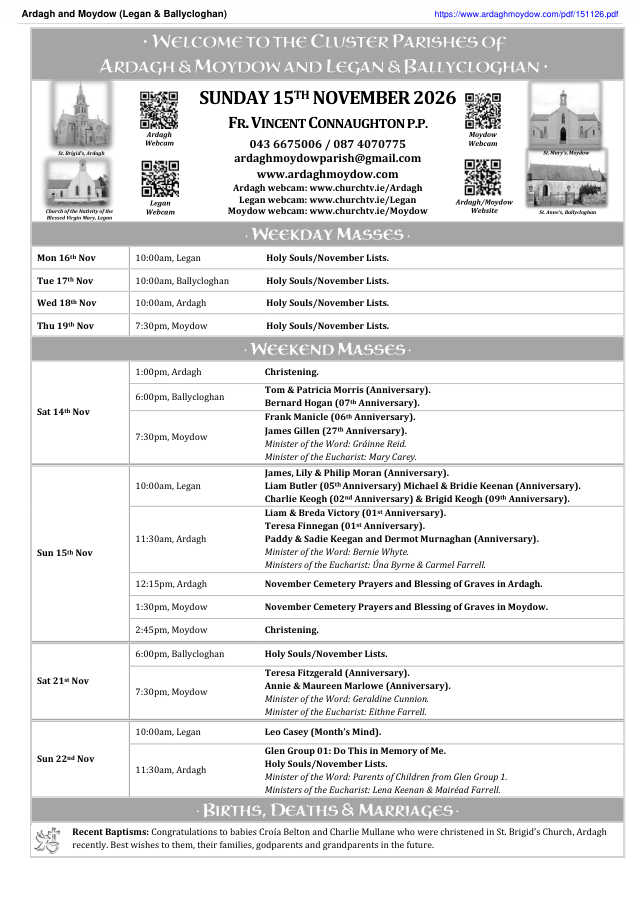 Ardagh and Moydow (Legan & Ballycloghan)
https://www.ardaghmoydow.com/pdf/151126.pdf
· Welcome to the Cluster Parishes of
Ardagh & Moydow and Legan & Ballycloghan ·
SUNDAY 15TH NOVEMBER 2026
FR. VINCENT CONNAUGHTON P.P.
043 6675006 / 087 4070775
ardaghmoydowparish@gmail.com
www.ardaghmoydow.com
Ardagh webcam: www.churchtv.ie/Ardagh
Legan webcam: www.churchtv.ie/Legan
Moydow webcam: www.churchtv.ie/Moydow
St. Brigid's, Ardagh
Ardagh
Webcam
Church of the Nativity of the
Blessed Virgin Mary, Legan
Legan
Webcam
Moydow
Webcam
St. Mary's, Moydow
Ardagh/Moydow
Website
St. Anne's, Ballycloghan
· Weekday Masses ·
Mon 16th Nov 10:00am, Legan Holy Souls/November Lists.
Tue 17th Nov 10:00am, Ballycloghan Holy Souls/November Lists.
Wed 18th Nov 10:00am, Ardagh Holy Souls/November Lists.
Thu 19th Nov 7:30pm, Moydow Holy Souls/November Lists.
· Weekend Masses ·
Sat 14th Nov
1:00pm, Ardagh Christening.
6:00pm, Ballycloghan
Tom & Patricia Morris (Anniversary).
Bernard Hogan (07th Anniversary).
7:30pm, Moydow
Frank Manicle (06th Anniversary).
James Gillen (27th Anniversary).
Minister of the Word: Gráinne Reid.
Minister of the Eucharist: Mary Carey.
Sun 15th Nov
10:00am, Legan
James, Lily & Philip Moran (Anniversary).
Liam Butler (05th Anniversary) Michael & Bridie Keenan (Anniversary).
Charlie Keogh (02nd Anniversary) & Brigid Keogh (09th Anniversary).
11:30am, Ardagh
Liam & Breda Victory (01st Anniversary).
Teresa Finnegan (01st Anniversary).
Paddy & Sadie Keegan and Dermot Murnaghan (Anniversary).
Minister of the Word: Bernie Whyte.
Ministers of the Eucharist: Úna Byrne & Carmel Farrell.
12:15pm, Ardagh November Cemetery Prayers and Blessing of Graves in Ardagh.
1:30pm, Moydow November Cemetery Prayers and Blessing of Graves in Moydow.
2:45pm, Moydow Christening.
Sat 21st Nov
6:00pm, Ballycloghan Holy Souls/November Lists.
7:30pm, Moydow
Teresa Fitzgerald (Anniversary).
Annie & Maureen Marlowe (Anniversary).
Minister of the Word: Geraldine Cunnion.
Minister of the Eucharist: Eithne Farrell.
Sun 22nd Nov
10:00am, Legan Leo Casey (Month's Mind).
11:30am, Ardagh
Glen Group 01: Do This in Memory of Me.
Holy Souls/November Lists.
Minister of the Word: Parents of Children from Glen Group 1.
Ministers of the Eucharist: Lena Keenan & Mairéad Farrell.
· Births, Deaths & Marriages ·
Recent Baptisms: Congratulations to babies Croía Belton and Charlie Mullane who were christened in St. Brigid's Church, Ardagh
recently. Best wishes to them, their families, godparents and grandparents in the future.